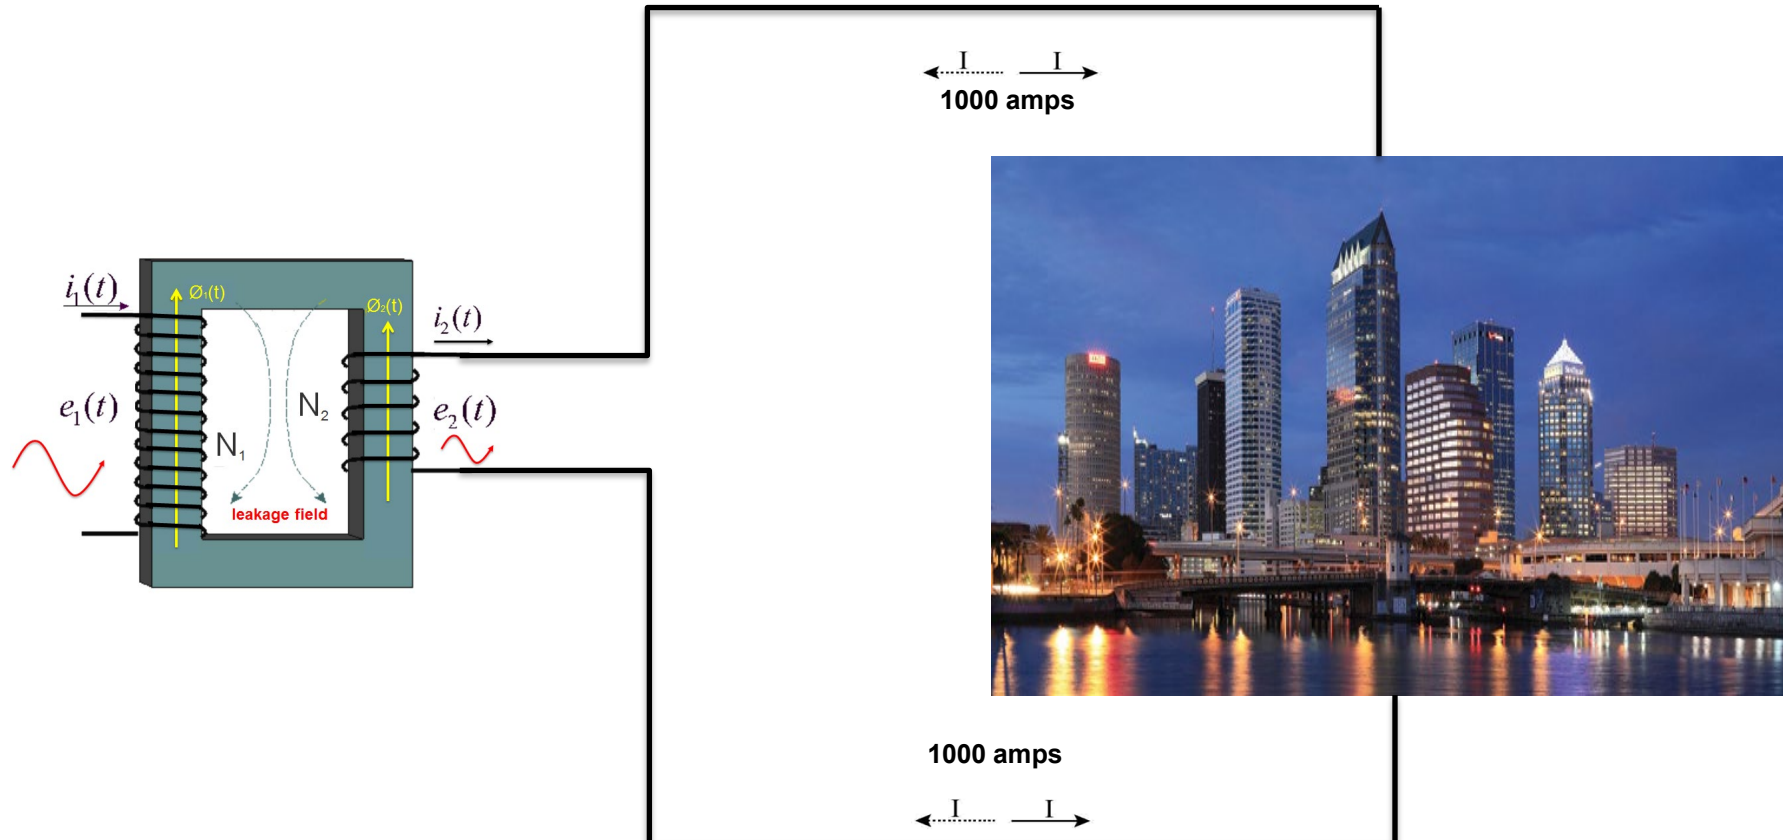 I I
1000 amps
i₁(t)
Ø₁(t)
Ø₂(t)
i₂(t)
e₁(t)
N₂
e₂(t)
N₁
leakage field
1000 amps
I I